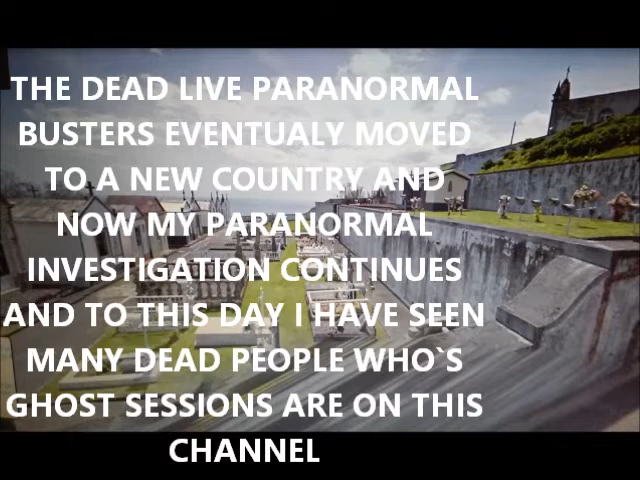 THE DEAD LIVE PARANORMAL
BUSTERS EVENTUALY MOVED
TO A NEW COUNTRY AND
NOW MY PARANORMAL
INVESTIGATION CONTINUES
AND TO THIS DAY I HAVE SEEN
MANY DEAD PEOPLE WHO`S
GHOST SESSIONS ARE ON THIS
CHANNEL